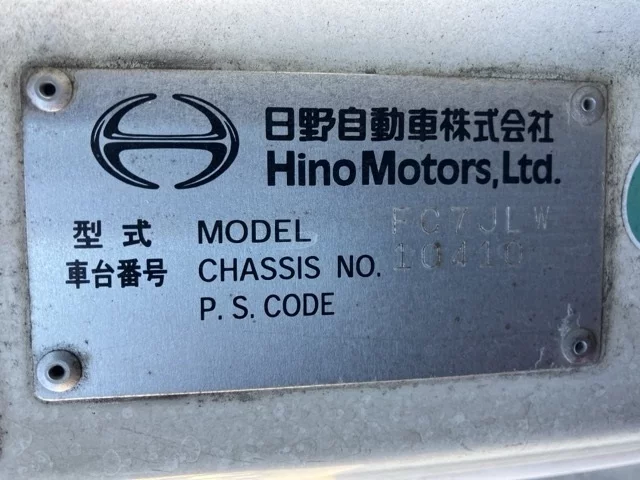 日野自動車株式会社
Hino Motors, Ltd.
型式 MODEL FC7JLW
車台番号 CHASSIS NO. 10410
P. S. CODE